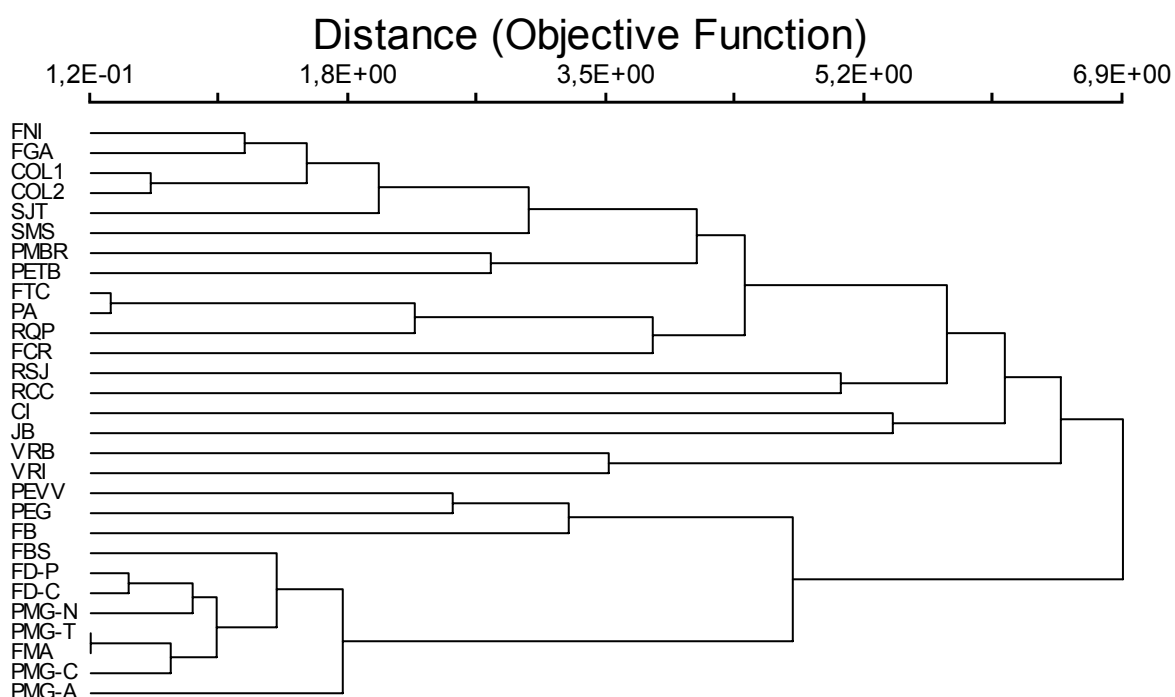 Distance (Objective Function)
1,2E-01 1,8E+00 3,5E+00 5,2E+00 6,9E+00
FNI
FGA
COL1
COL2
SJT
SMS
PMBR
PETB
FTC
PA
RQP
FCR
RSJ
RCC
CI
JB
VRB
VRI
PEVV
PEG
FB
FBS
FD-P
FD-C
PMG-N
PMG-T
FMA
PMG-C
PMG-A